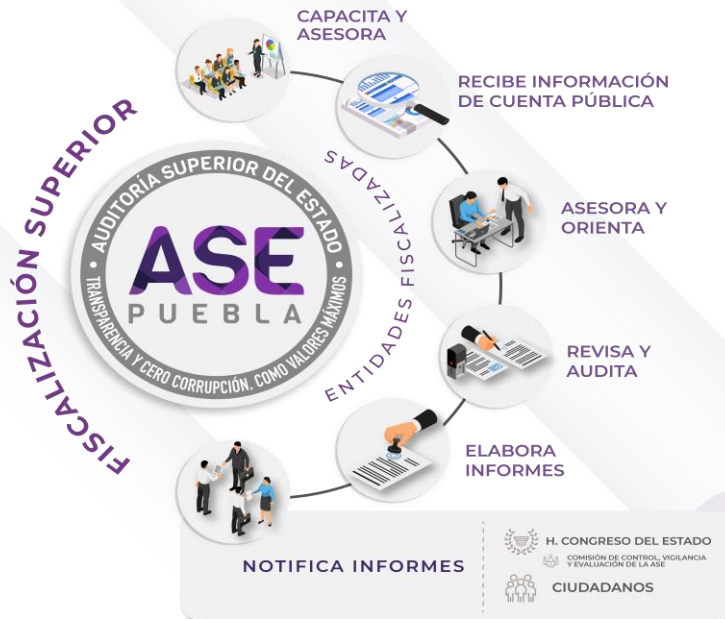 CAPACITA Y
ASESORA
RECIBE INFORMACIÓN
DE CUENTA PÚBLICA
FISCALIZACIÓN SUPERIOR
AUDITORÍA SUPERIOR DEL ESTADO
ASE
PUEBLA
TRANSPARENCIA Y CERO CORRUPCIÓN, COMO VALORES MÁXIMOS
ENTIDADES FISCALIZADAS
ASESORA Y
ORIENTA
REVISA Y
AUDITA
ELABORA
INFORMES
NOTIFICA INFORMES
H. CONGRESO DEL ESTADO
COMISIÓN DE CONTROL, VIGILANCIA
Y EVALUACIÓN DE LA ASE
CIUDADANOS